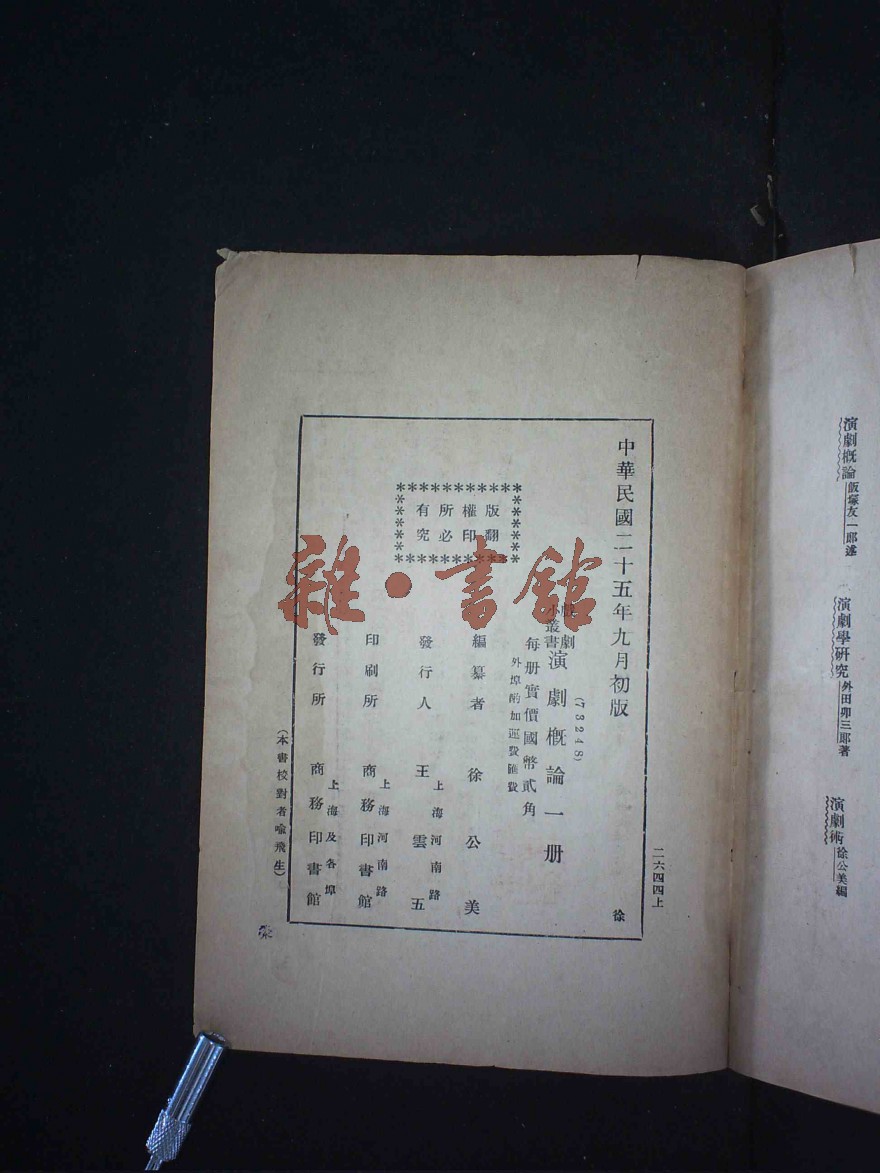 演劇概論飯塚友一郎述
演劇學研究外田卯三郎著
演劇術徐公美編
二六四四上
中華民國二十五年九月初版
徐
(73248)
戲劇小叢書演劇概論一册
每册實價國幣貳角
外埠酌加運費匯費
版權所有
翻印必究
編纂者 徐公美
發行人 王雲五
上海河南路
印刷所 商務印書館
上海河南路
發行所 商務印書館
上海及各埠
(本書校對者喻飛生)
雜·書館